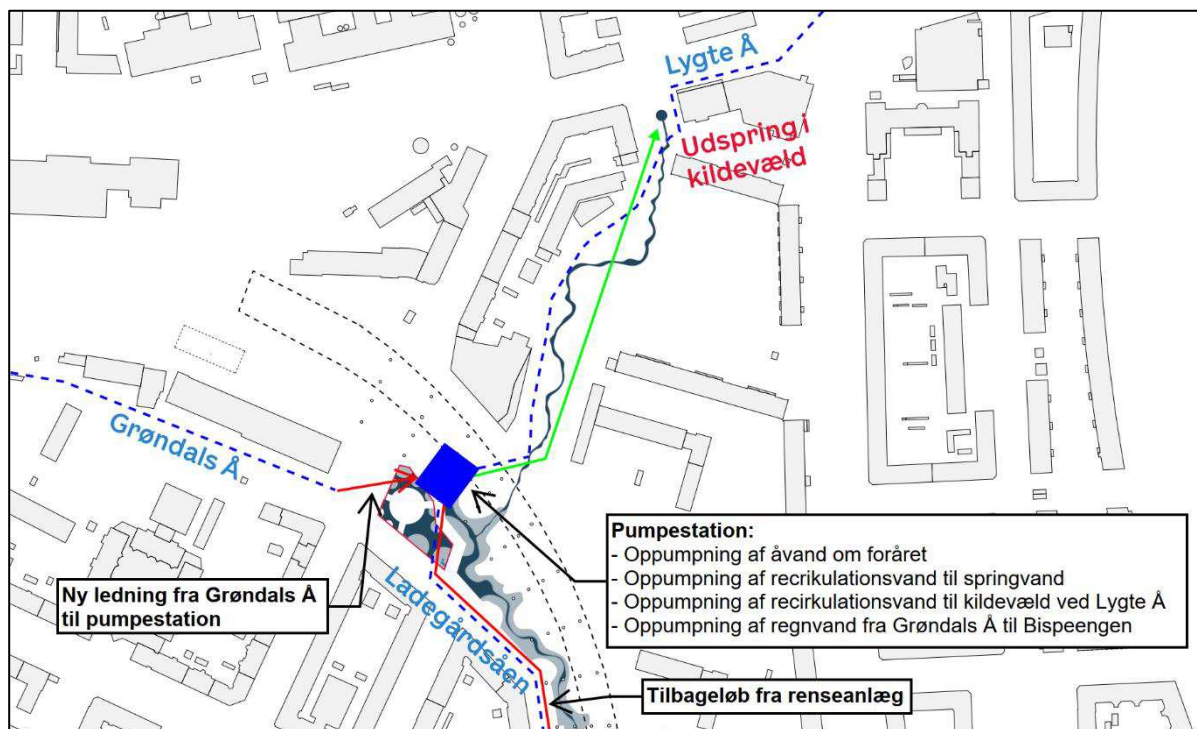 Lygte Å
Udspring i
kildevæld
Grøndals Å
Pumpestation:
- Oppumpning af åvand om foråret
- Oppumpning af recrikulationsvand til springvand
- Oppumpning af recirkulationsvand til kildevæld ved Lygte Å
- Oppumpning af regnvand fra Grøndals Å til Bispeengen
Ny ledning fra Grøndals Å
til pumpestation
Ladegårdsåen
Tilbageløb fra renseanlæg